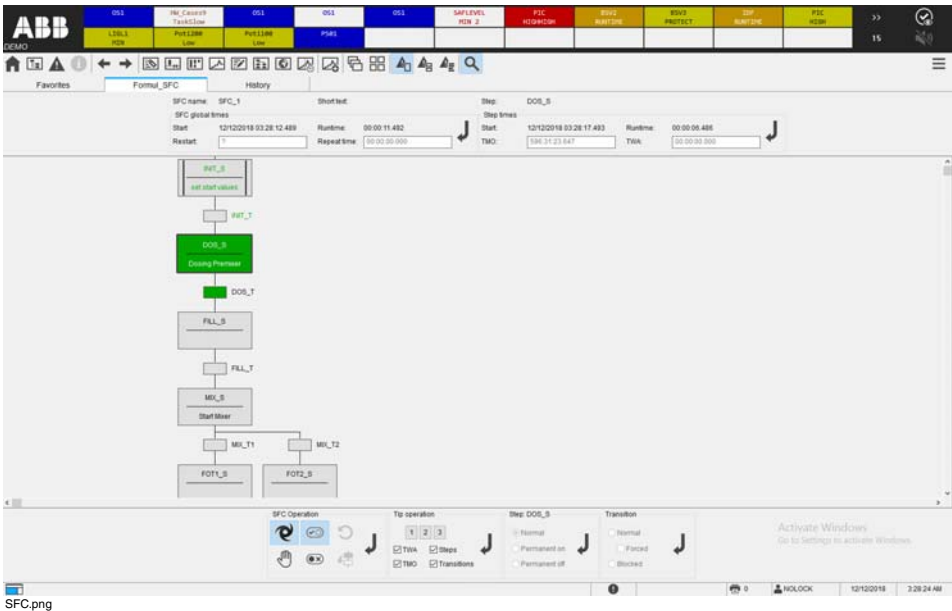 ABB
DEMO
OS1 HW_Cases9 OS1 OS1 OS1 SAFLEVEL PIC ESV2 ESV2 IDF PIC >>
TaskSlow MIN 2 HIGHHIGH RUNTIME PROTECT RUNTIME HIGH
LISL1 Pot1200 Pot1100 PS01 15
MIN Low Low
Favorites Formul_SFC History
SFC name: SFC_1 Short text: Step: DOS_S
SFC global times Step times
Start: 12/12/2018 03:28:12.489 Runtime: 00:00:11.492 Start: 12/12/2018 03:28:17.493 Runtime: 00:00:06.486
Restart: ? Repeat time: 00:00:00.000 TMO: 596:31:23.647 TWA: 00:00:00.000
INIT_S
set start values
INIT_T
DOS_S
Dosing Premixer
DOS_T
FILL_S
FILL_T
MIX_S
Start Mixer
MIX_T1 MIX_T2
FOT1_S FOT2_S
SFC Operation Tip operation Step: DOS_S Transition
1 2 3 Normal Normal
TWA Steps Permanent on Forced
TMO Transitions Permanent off Blocked
Activate Windows
Go to Settings to activate Windows.
0 NOLOCK 12/12/2018 3:28:24 AM
SFC.png